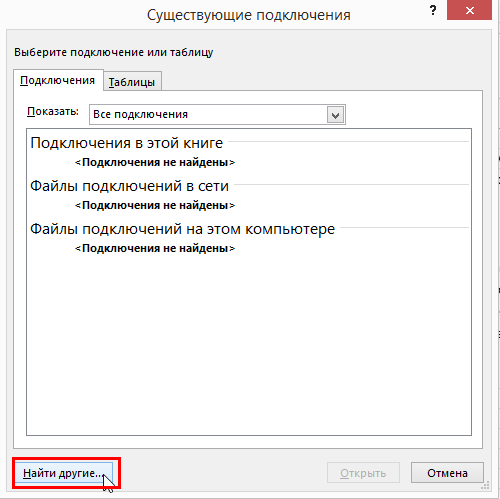 Существующие подключения
?
Выберите подключение или таблицу
Подключения Таблицы
Показать: Все подключения
Подключения в этой книге
<Подключения не найдены>
Файлы подключений в сети
<Подключения не найдены>
Файлы подключений на этом компьютере
<Подключения не найдены>
Найти другие... Открыть Отмена